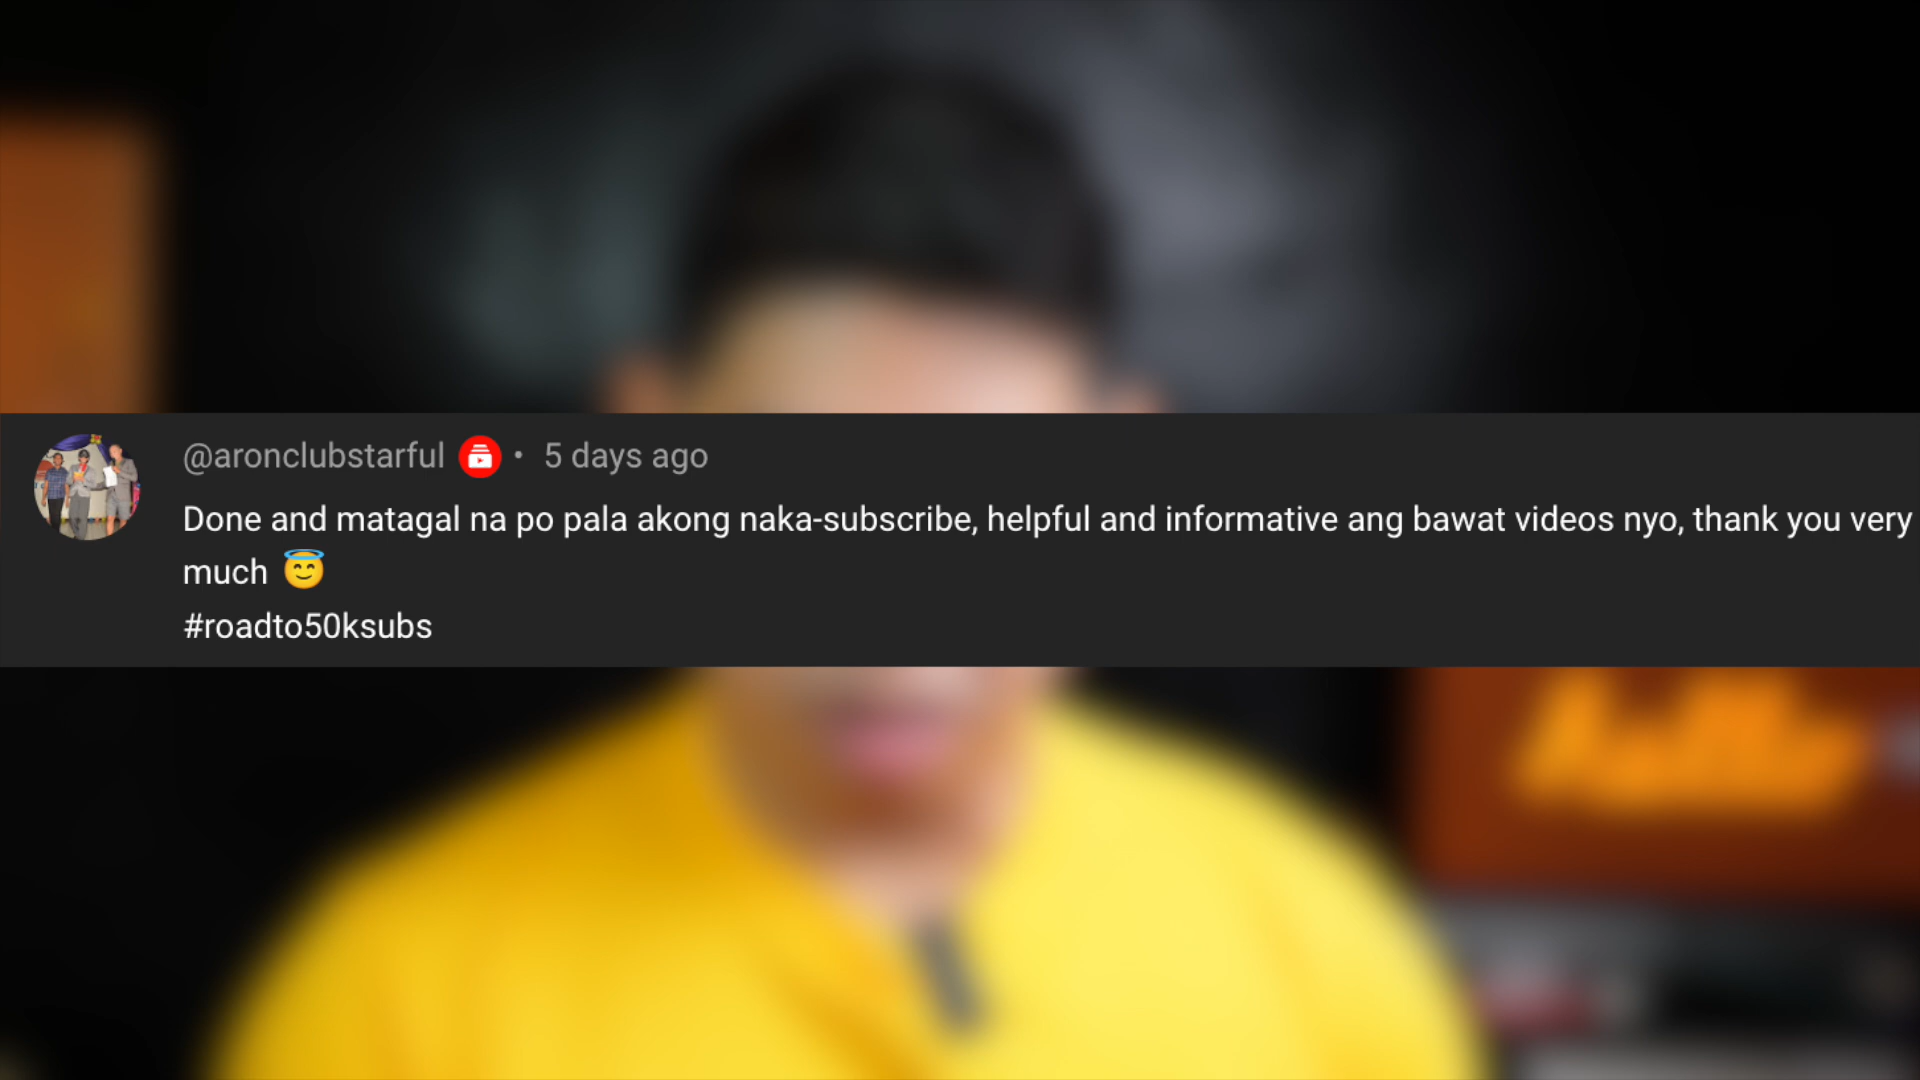 @aronclubstarful • 5 days ago
Done and matagal na po pala akong naka-subscribe, helpful and informative ang bawat videos nyo, thank you very
much 😇
#roadto50ksubs